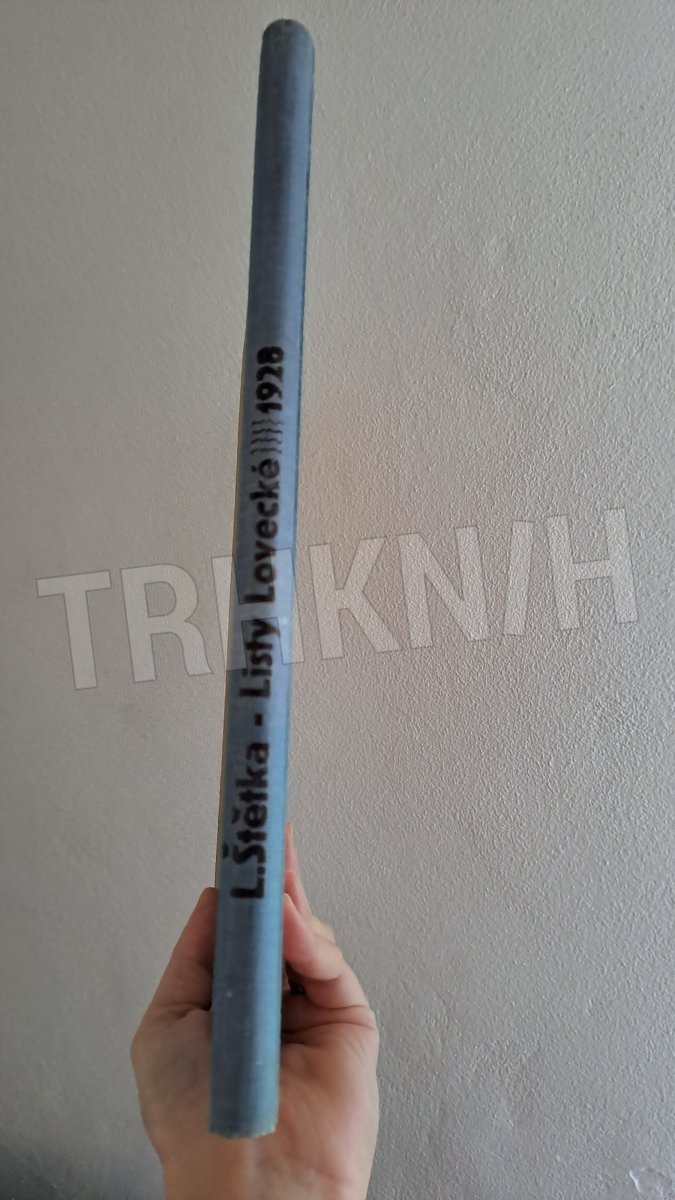 L.Štětka - Listy Lovecké ))))) 1928
TRHKNIH